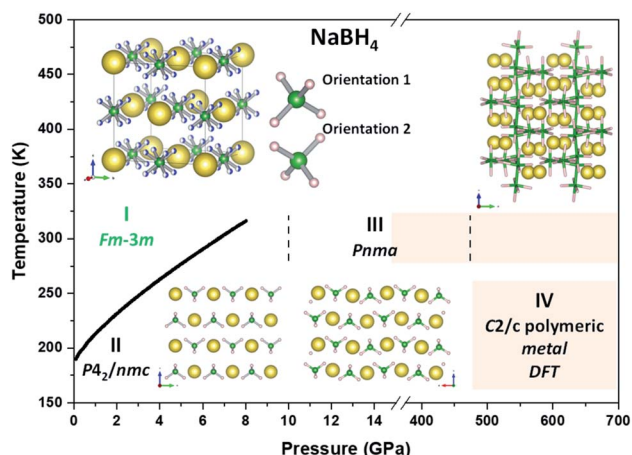 NaBH₄
Orientation 1
Orientation 2
Temperature (K)
500
450
400
350
300
250
200
150
I
Fm-3m
II
P4₂/nmc
III
Pnma
IV
C2/c polymeric
metal
DFT
0 2 4 6 8 10 12 14 400 500 600 700
Pressure (GPa)